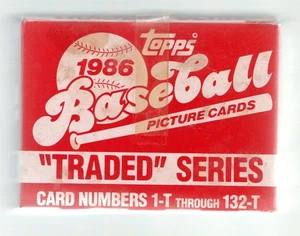 topps
1986
Baseball
PICTURE CARDS
"TRADED" SERIES
CARD NUMBERS 1-T THROUGH 132-T